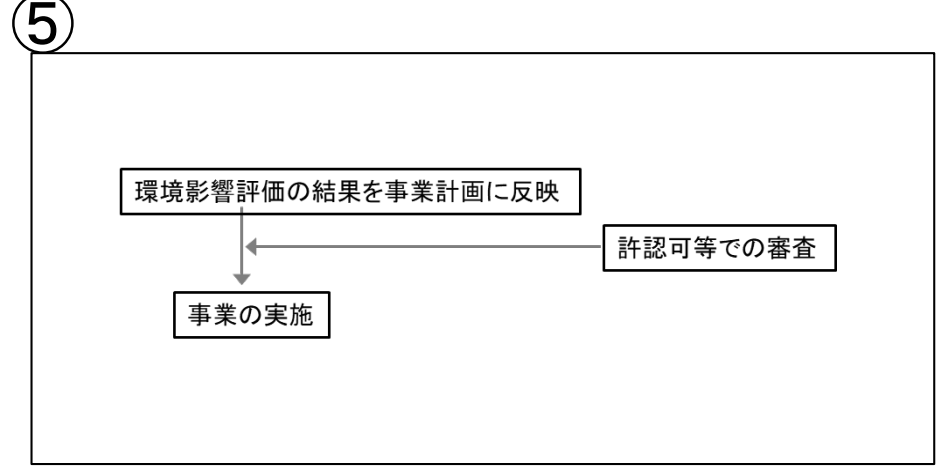 ⑤
環境影響評価の結果を事業計画に反映
許認可等での審査
事業の実施